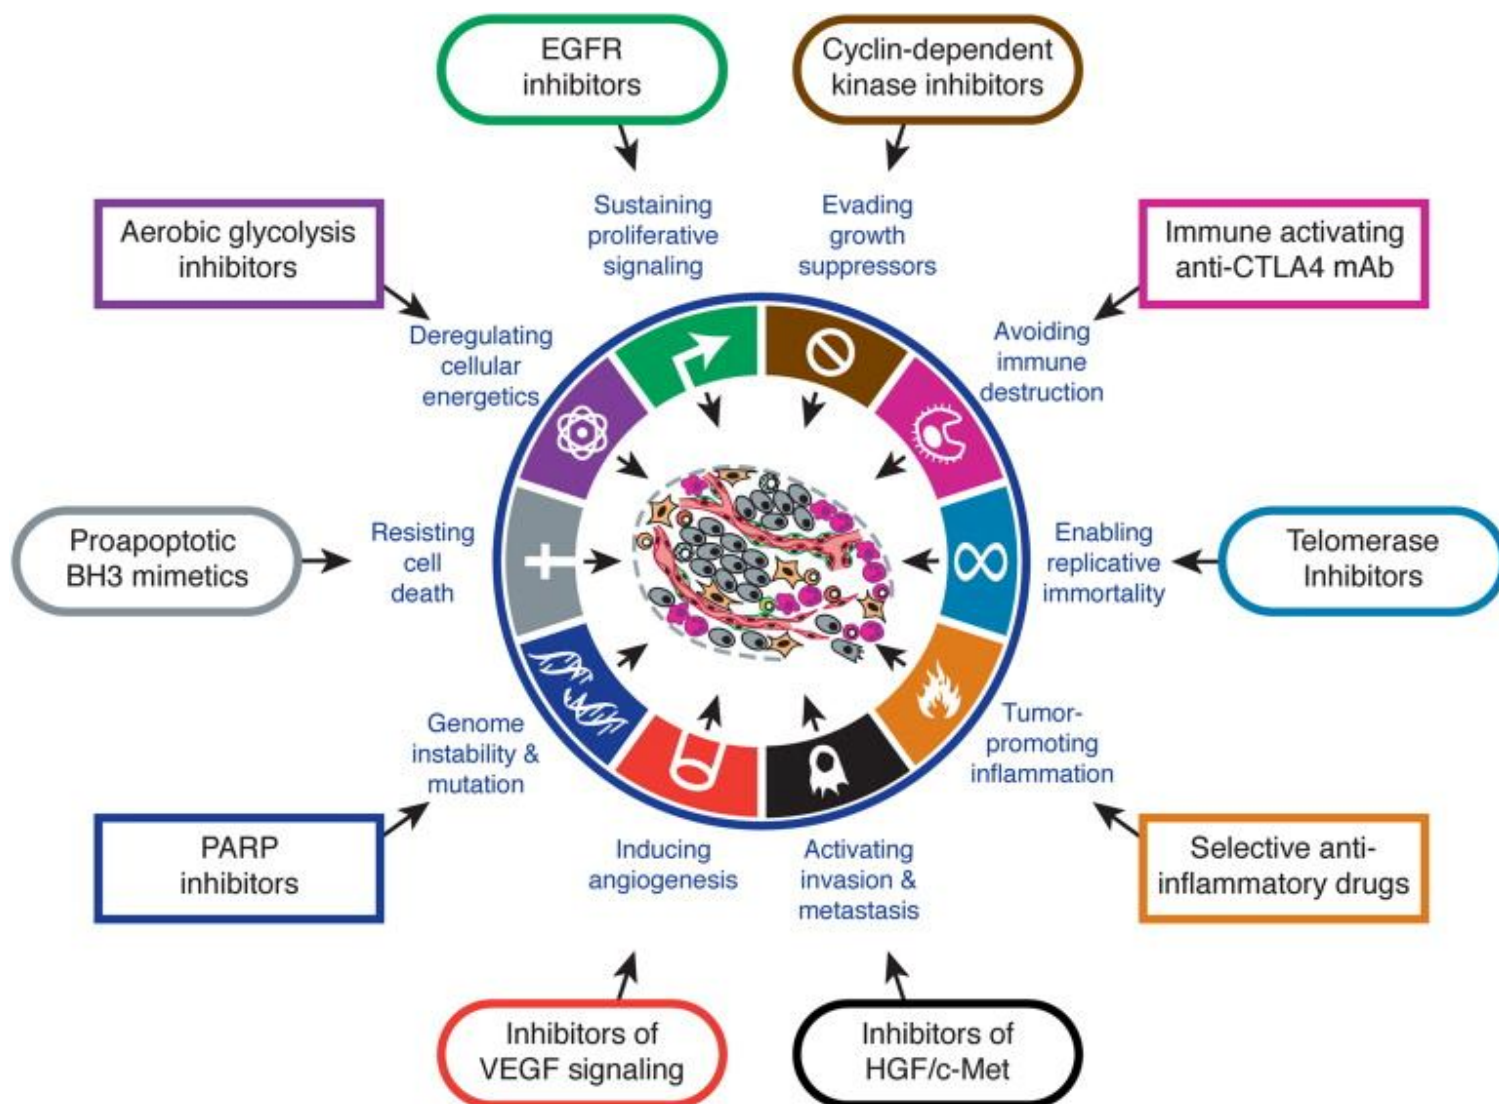 EGFR
inhibitors
Cyclin-dependent
kinase inhibitors
Sustaining
proliferative
signaling
Evading
growth
suppressors
Aerobic glycolysis
inhibitors
Immune activating
anti-CTLA4 mAb
Deregulating
cellular
energetics
Avoiding
immune
destruction
Proapoptotic
BH3 mimetics
Resisting
cell
death
Enabling
replicative
immortality
Telomerase
Inhibitors
Genome
instability &
mutation
Tumor-
promoting
inflammation
PARP
inhibitors
Inducing
angiogenesis
Activating
invasion &
metastasis
Selective anti-
inflammatory drugs
Inhibitors of
VEGF signaling
Inhibitors of
HGF/c-Met